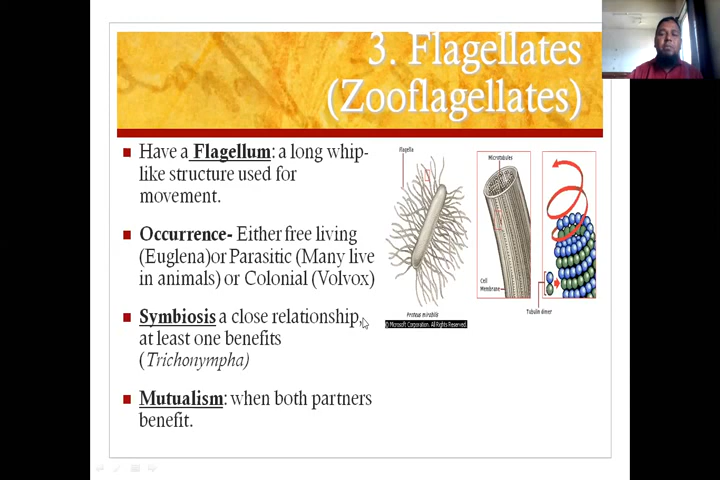 3. Flagellates
(Zooflagellates)
Have a Flagellum: a long whip-
like structure used for
movement.
Occurrence- Either free living
(Euglena)or Parasitic (Many live
in animals) or Colonial (Volvox)
Symbiosis a close relationship,
at least one benefits
(Trichonympha)
Mutualism: when both partners
benefit.
Flagella
Proteus mirabilis
© Microsoft Corporation. All Rights Reserved.
Microtubules
Cell
Membrane
Tubulin dimer